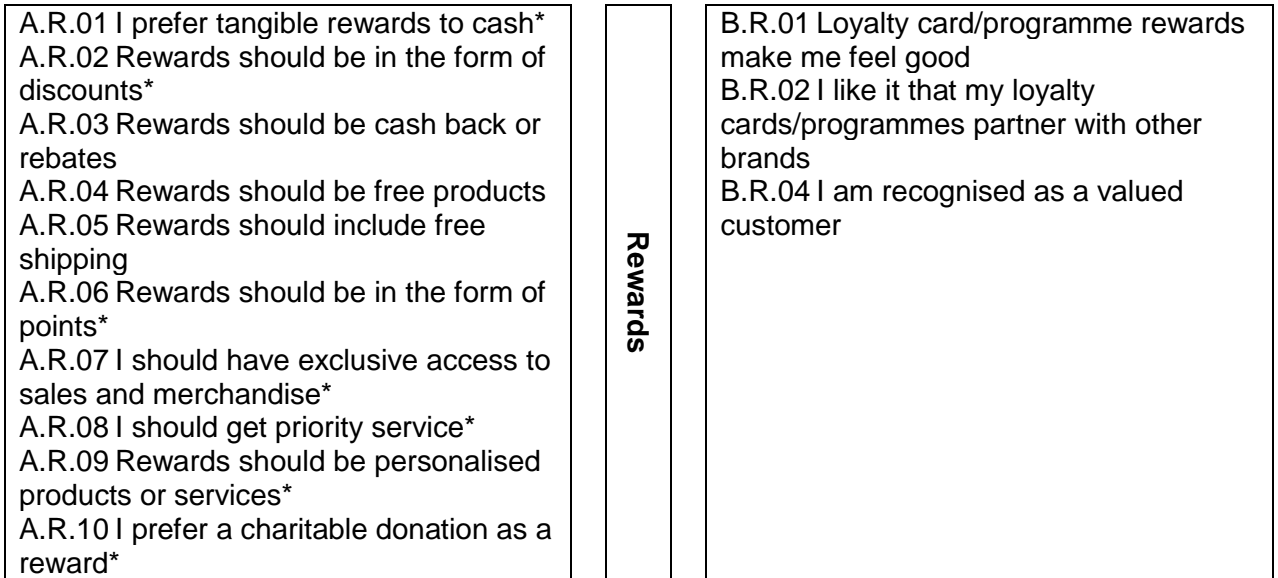 A.R.01 I prefer tangible rewards to cash*
A.R.02 Rewards should be in the form of
discounts*
A.R.03 Rewards should be cash back or
rebates
A.R.04 Rewards should be free products
A.R.05 Rewards should include free
shipping
A.R.06 Rewards should be in the form of
points*
A.R.07 I should have exclusive access to
sales and merchandise*
A.R.08 I should get priority service*
A.R.09 Rewards should be personalised
products or services*
A.R.10 I prefer a charitable donation as a
reward*
Rewards
B.R.01 Loyalty card/programme rewards
make me feel good
B.R.02 I like it that my loyalty
cards/programmes partner with other
brands
B.R.04 I am recognised as a valued
customer